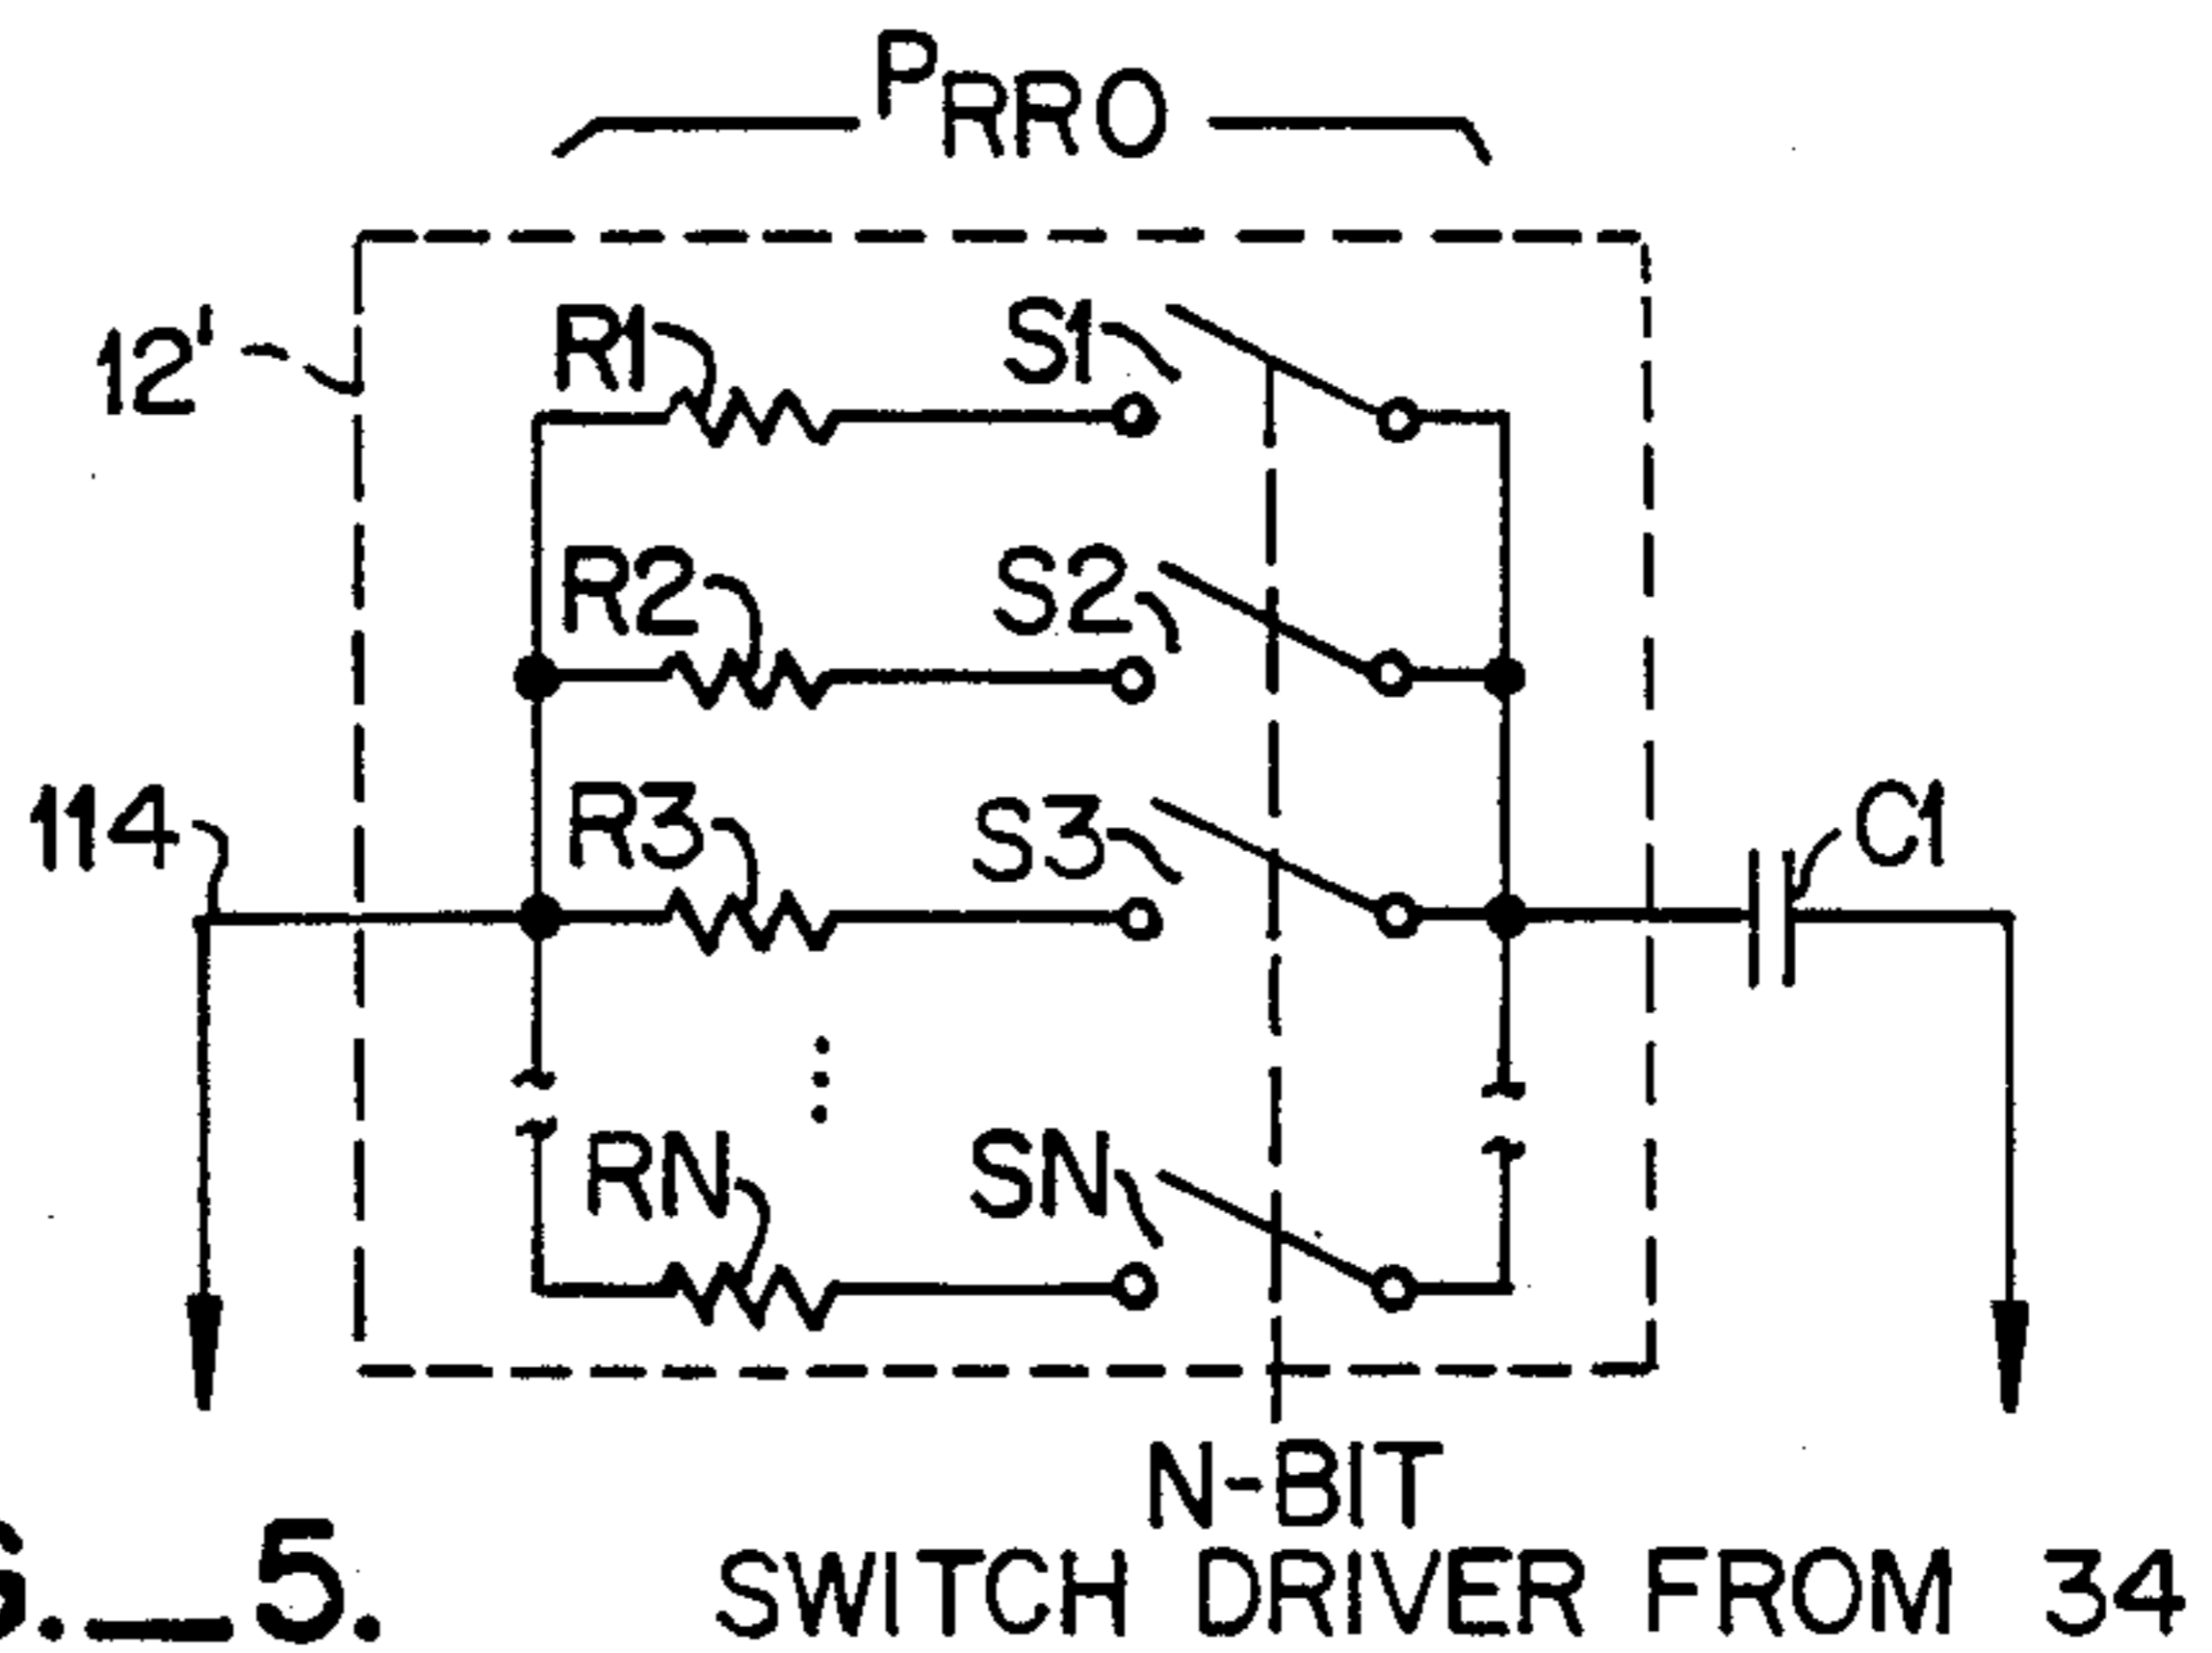 PRRO
12'
R1
S1
R2
S2
114
R3
S3
C1
RN
SN
N-BIT
SWITCH DRIVER FROM 34
5.